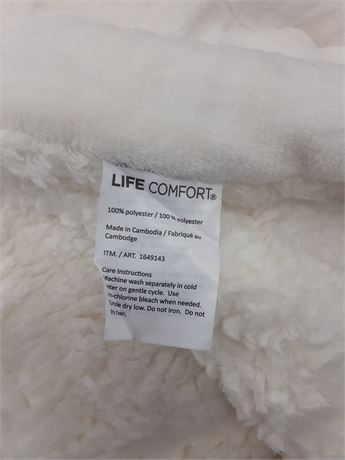 LIFE COMFORT®
100% polyester / 100% polyester
Made in Cambodia / Fabriqué au
Cambodge
ITM. / ART. 1649143
Care Instructions
Machine wash separately in cold
water on gentle cycle. Use
-chlorine bleach when needed.
Tumble dry low. Do not iron. Do not
dry clean.